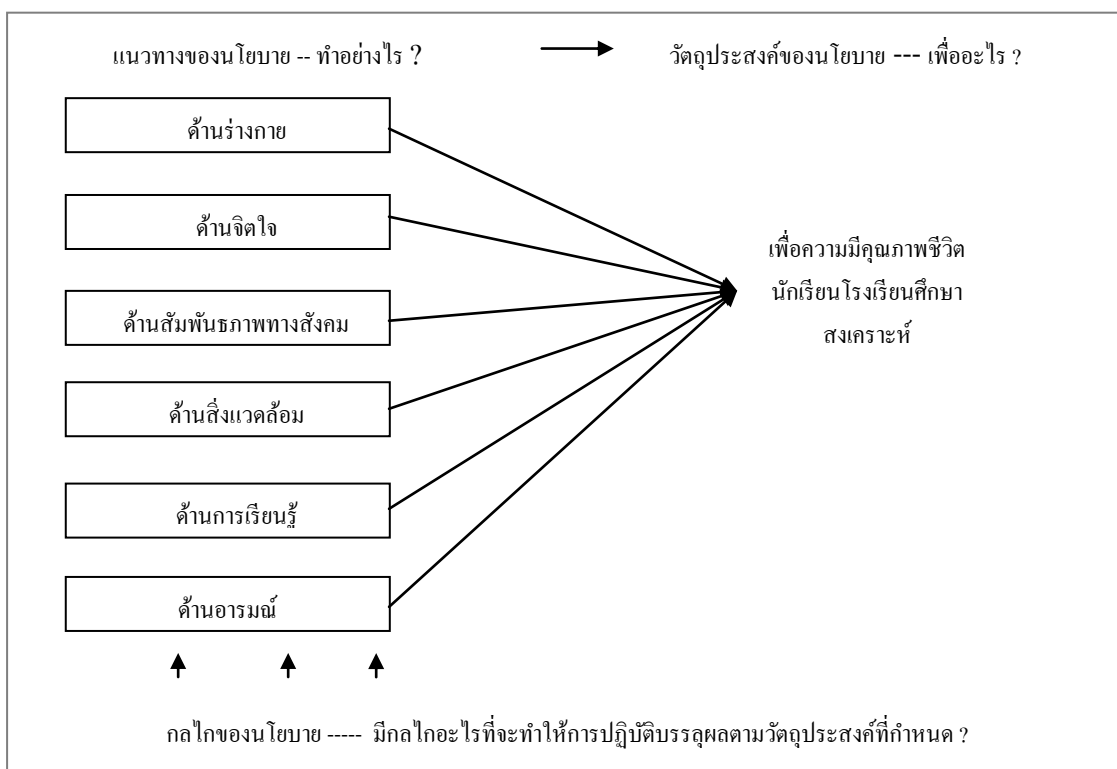 แนวทางของนโยบาย -- ทำอย่างไร ?
วัตถุประสงค์ของนโยบาย --- เพื่ออะไร ?
ด้านร่างกาย
ด้านจิตใจ
ด้านสัมพันธภาพทางสังคม
ด้านสิ่งแวดล้อม
ด้านการเรียนรู้
ด้านอารมณ์
เพื่อความมีคุณภาพชีวิต
นักเรียนโรงเรียนศึกษา
สงเคราะห์
กลไกของนโยบาย ----- มีกลไกอะไรที่จะทำให้การปฏิบัติบรรลุผลตามวัตถุประสงค์ที่กำหนด ?